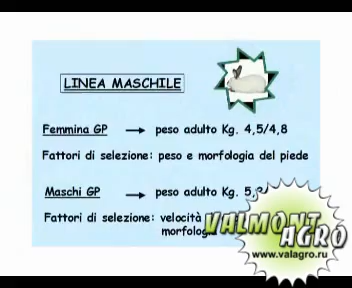 LINEA MASCHILE
Femmina GP → peso adulto Kg. 4,5/4,8
Fattori di selezione: peso e morfologia del piede
Maschi GP → peso adulto Kg.
Fattori di selezione: velocità
morfologia
VALMONT
AGRO
www.valagro.ru